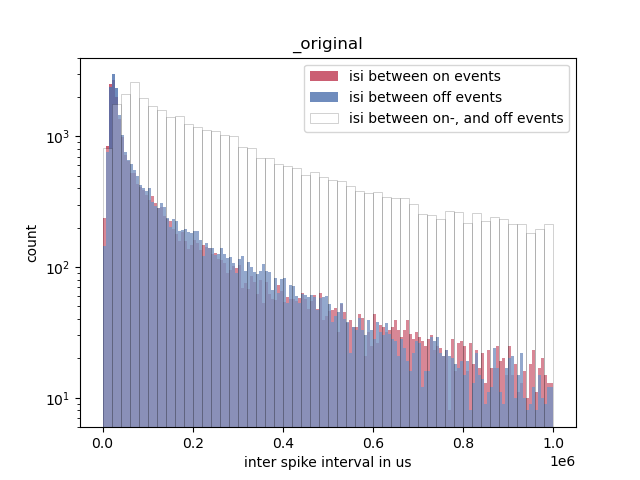 _original
isi between on events
isi between off events
isi between on-, and off events
count
10³
10²
10¹
0.0 0.2 0.4 0.6 0.8 1.0
inter spike interval in us
1e6